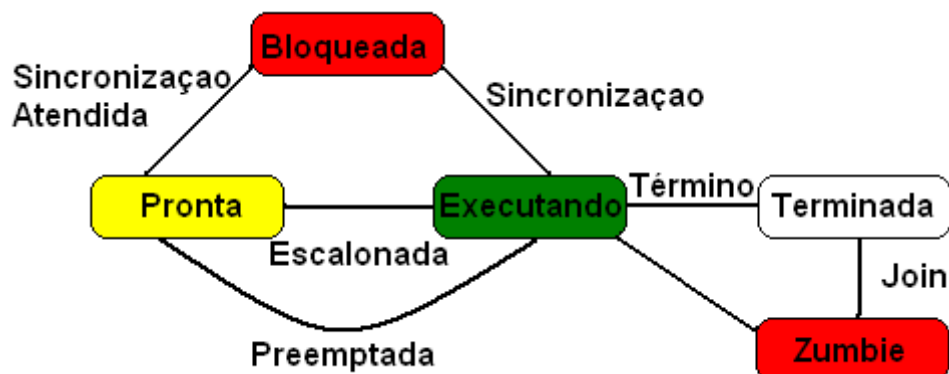 Bloqueada
Sincronizaçao
Atendida
Sincronizaçao
Pronta
Executando
Término
Terminada
Escalonada
Join
Preemptada
Zumbie